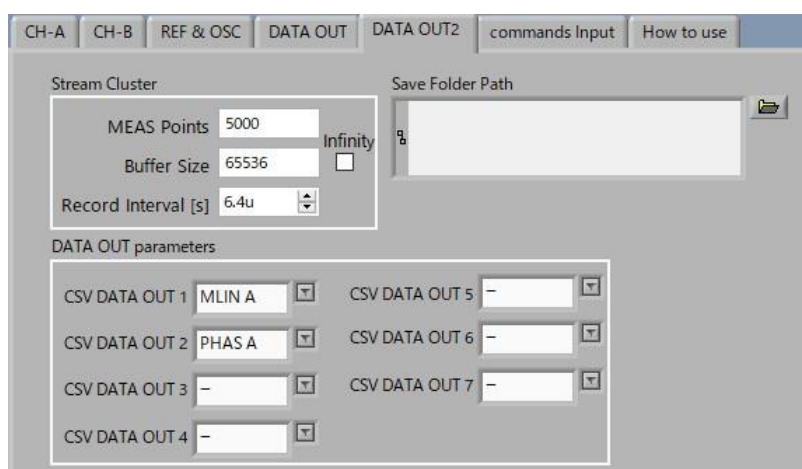 CH-A CH-B REF & OSC DATA OUT DATA OUT2 commands Input How to use
Stream Cluster
MEAS Points 5000
Infinity
Buffer Size 65536
Record Interval [s] 6.4u
Save Folder Path
DATA OUT parameters
CSV DATA OUT 1 MLIN A
CSV DATA OUT 2 PHAS A
CSV DATA OUT 3 –
CSV DATA OUT 4 –
CSV DATA OUT 5 –
CSV DATA OUT 6 –
CSV DATA OUT 7 –